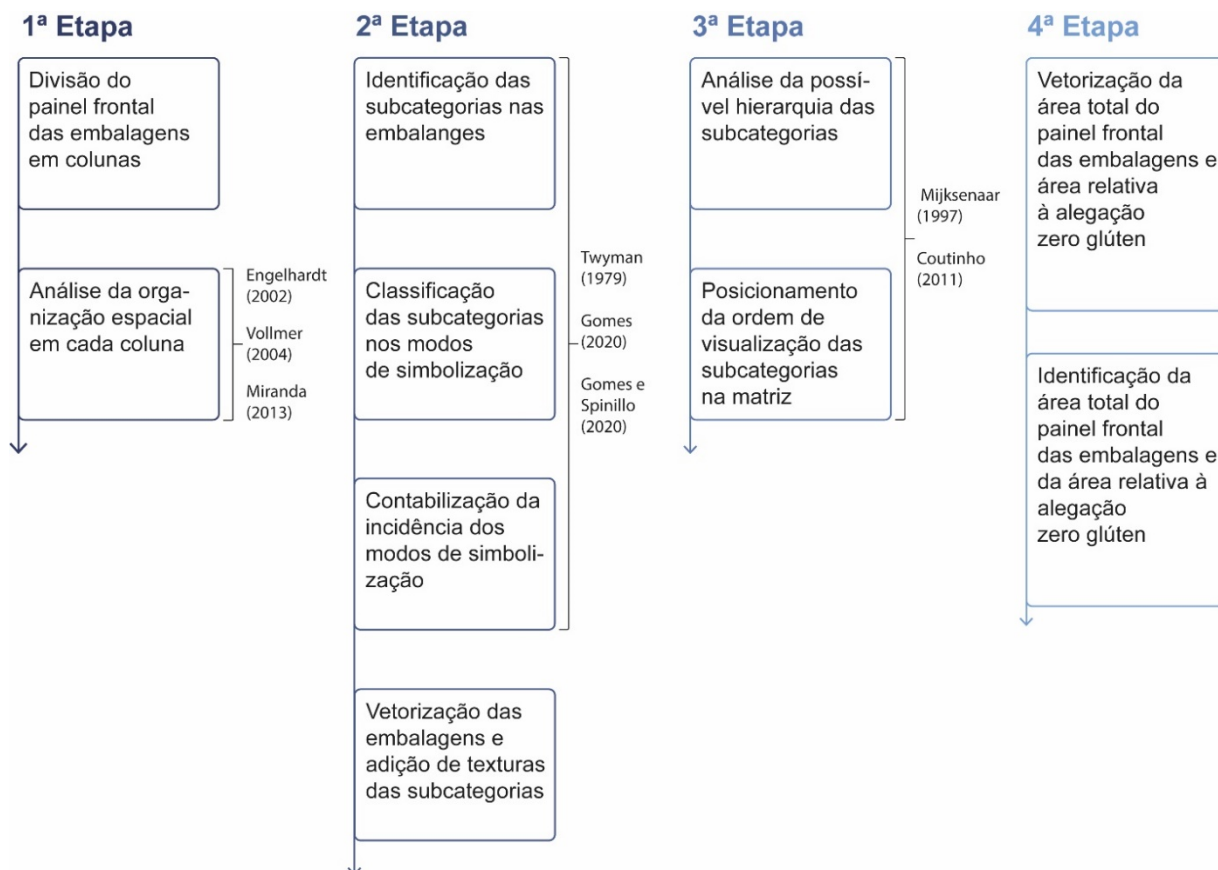 1ª Etapa
Divisão do
painel frontal
das embalagens
em colunas
Análise da orga-
nização espacial
em cada coluna
Engelhardt
(2002)
Vollmer
(2004)
Miranda
(2013)
2ª Etapa
Identificação das
subcategorias nas
embalanges
Classificação
das subcategorias
nos modos
de simbolização
Contabilização da
incidência dos
modos de simboli-
zação
Twyman
(1979)
Gomes
(2020)
Gomes e
Spinillo
(2020)
Vetorização das
embalagens e
adição de texturas
das subcategorias
3ª Etapa
Análise da possí-
vel hierarquia das
subcategorias
Posicionamento
da ordem de
visualização das
subcategorias
na matriz
Mijksenaar
(1997)
Coutinho
(2011)
4ª Etapa
Vetorização da
área total do
painel frontal
das embalagens e
área relativa
à alegação
zero glúten
Identificação da
área total do
painel frontal
das embalagens e
da área relativa à
alegação
zero glúten